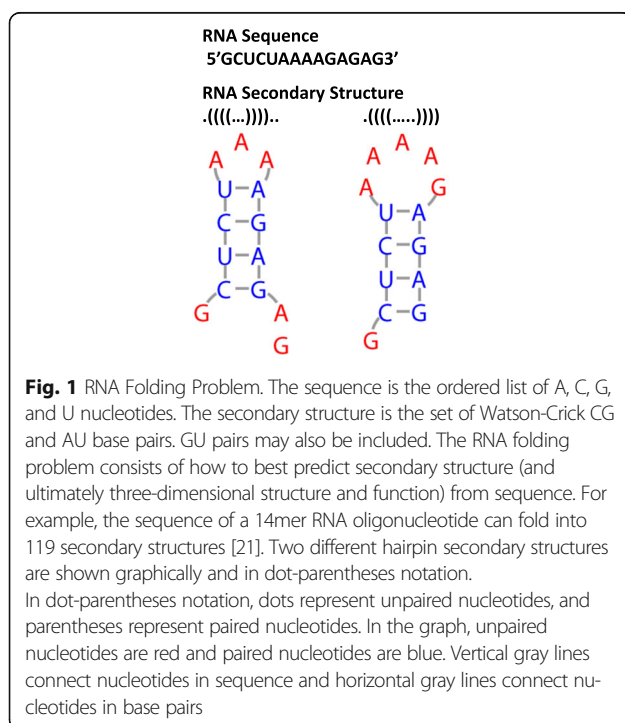 RNA Sequence
5'GCUCUAAAAGAGAG3'
RNA Secondary Structure
.((((...))))..
.((((.....))))
A
A A
U A
C G
U A
C G
G A
G
A
A A
A G
U A
C G
U A
C G
G
Fig. 1 RNA Folding Problem. The sequence is the ordered list of A, C, G,
and U nucleotides. The secondary structure is the set of Watson-Crick CG
and AU base pairs. GU pairs may also be included. The RNA folding
problem consists of how to best predict secondary structure (and
ultimately three-dimensional structure and function) from sequence. For
example, the sequence of a 14mer RNA oligonucleotide can fold into
119 secondary structures [21]. Two different hairpin secondary structures
are shown graphically and in dot-parentheses notation.
In dot-parentheses notation, dots represent unpaired nucleotides, and
parentheses represent paired nucleotides. In the graph, unpaired
nucleotides are red and paired nucleotides are blue. Vertical gray lines
connect nucleotides in sequence and horizontal gray lines connect nu-
cleotides in base pairs